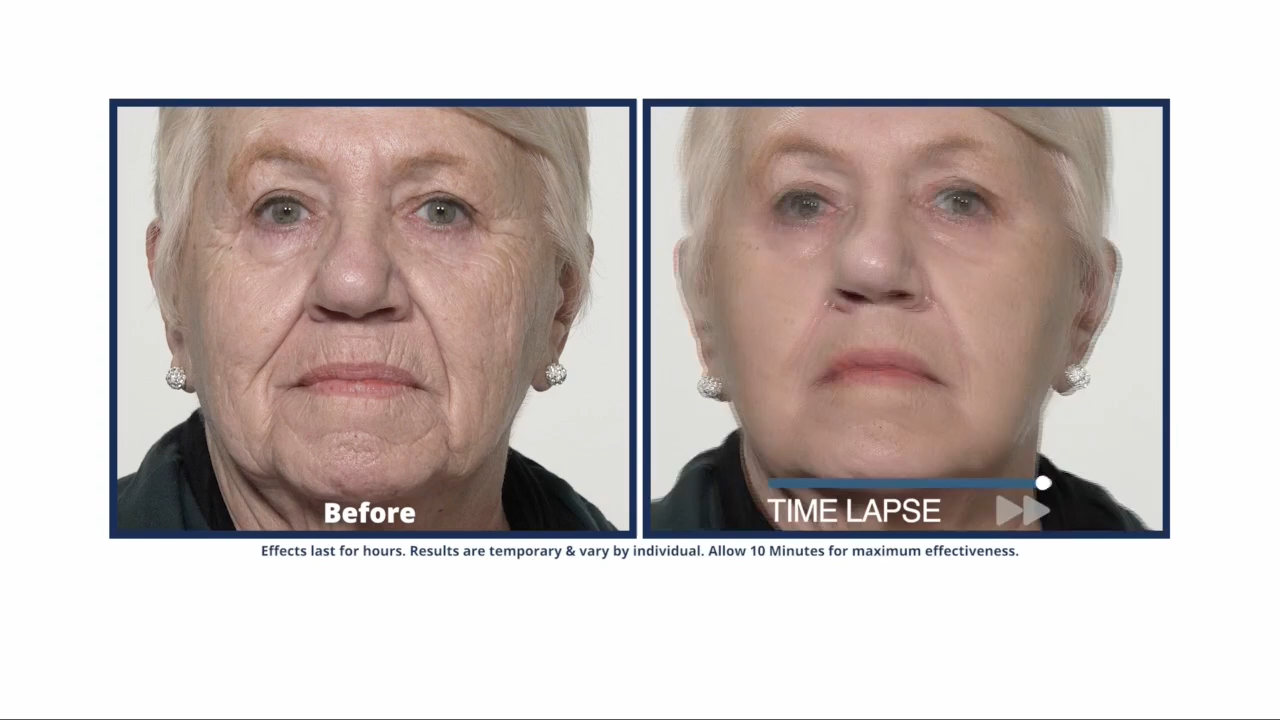 Before
TIME LAPSE
Effects last for hours. Results are temporary & vary by individual. Allow 10 Minutes for maximum effectiveness.